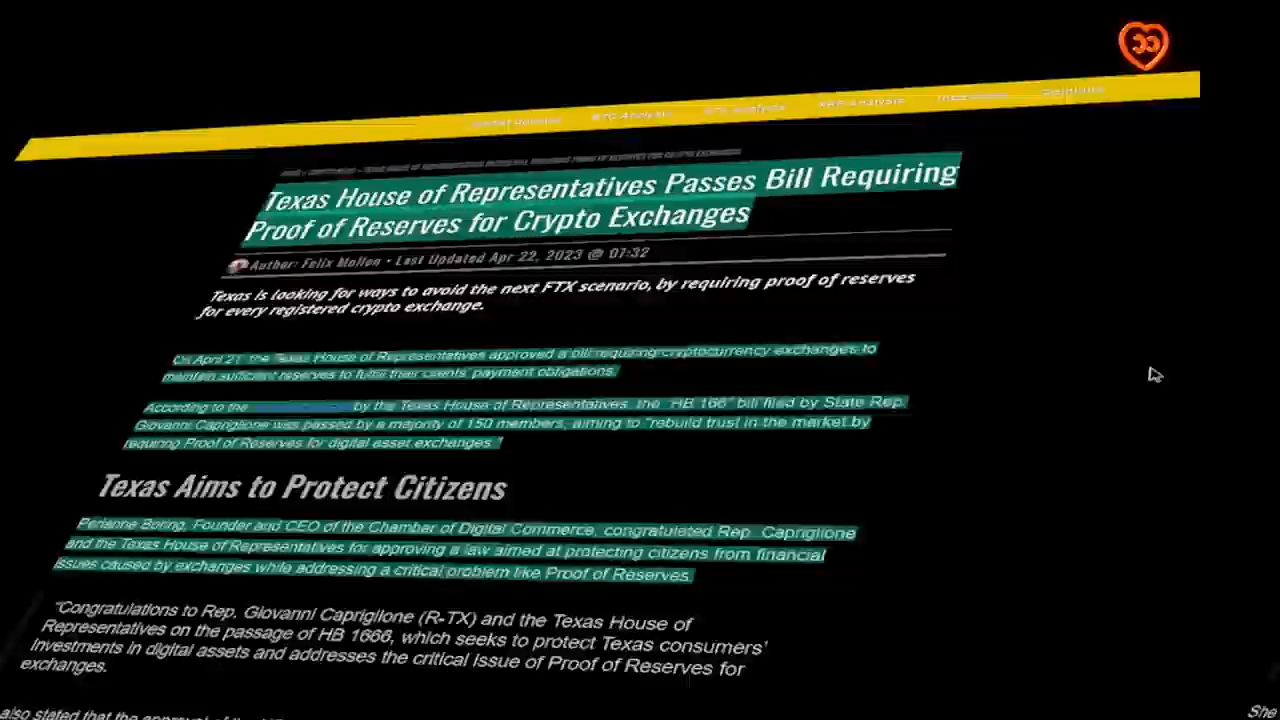 Market Updates BTC Analysis ETH Analysis XRP Analysis Interviews Opinions
Texas House of Representatives Passes Bill Requiring
Proof of Reserves for Crypto Exchanges
Author: Felix Mollen • Last Updated Apr 22, 2023 @ 07:32
Texas is looking for ways to avoid the next FTX scenario, by requiring proof of reserves
for every registered crypto exchange.
On April 21, the Texas House of Representatives approved a bill requiring cryptocurrency exchanges to
maintain sufficient reserves to fulfill their clients' payment obligations.
According to the by the Texas House of Representatives, the "HB 166" bill filed by State Rep.
Giovanni Capriglione was passed by a majority of 150 members, aiming to "rebuild trust in the market by
requiring Proof of Reserves for digital asset exchanges."
Texas Aims to Protect Citizens
Perianne Boring, Founder and CEO of the Chamber of Digital Commerce, congratulated Rep. Capriglione
and the Texas House of Representatives for approving a law aimed at protecting citizens from financial
issues caused by exchanges while addressing a critical problem like Proof of Reserves.
"Congratulations to Rep. Giovanni Capriglione (R-TX) and the Texas House of
Representatives on the passage of HB 1666, which seeks to protect Texas consumers'
investments in digital assets and addresses the critical issue of Proof of Reserves for
exchanges.
She
also stated that the approval of the